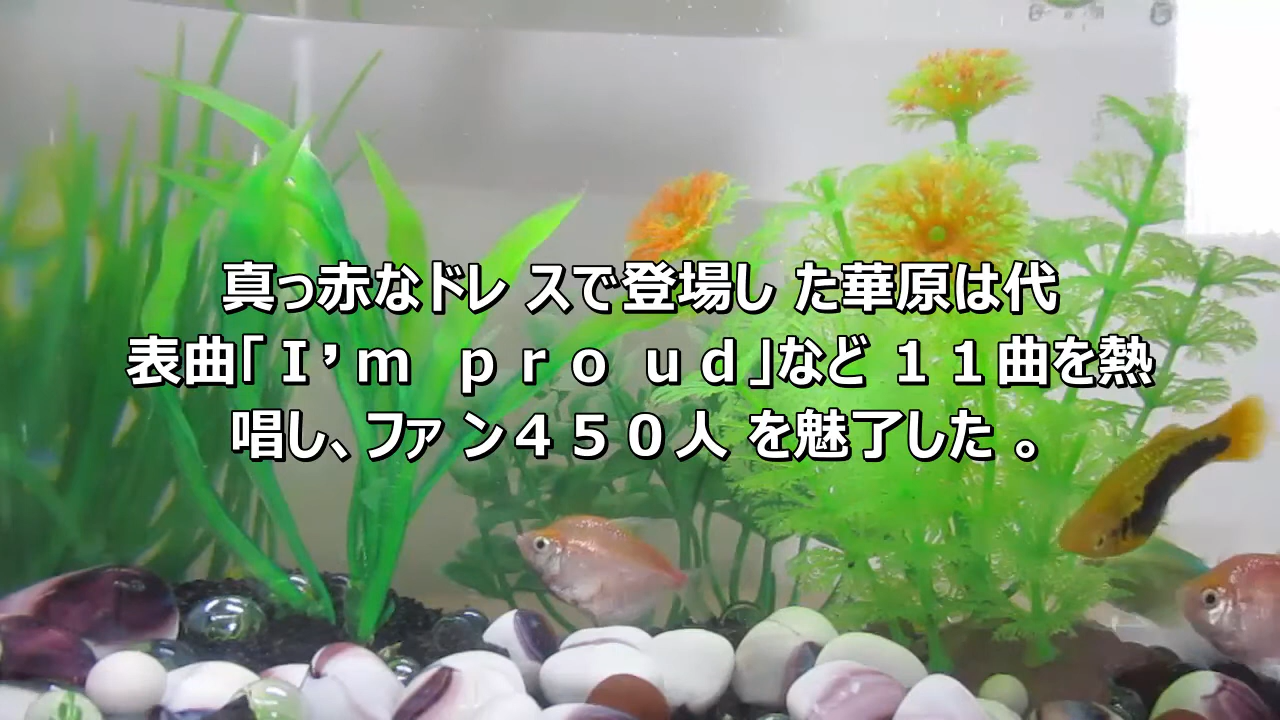 真っ赤なドレ スで登場し た華原は代
表曲「Ｉ’ｍ　ｐｒｏ ｕｄ」など １１曲を熱
唱し、ファ ン４５０人 を魅了した 。